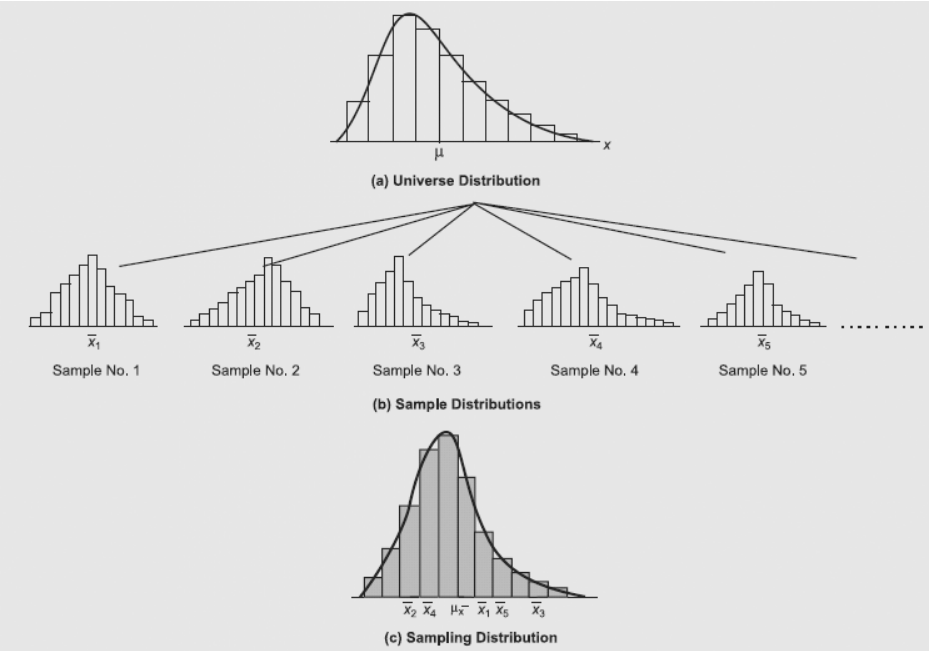 x
μ
(a) Universe Distribution
x̅₁ x̅₂ x̅₃ x̅₄ x̅₅
Sample No. 1 Sample No. 2 Sample No. 3 Sample No. 4 Sample No. 5
(b) Sample Distributions
x̅₂ x̅₄ μx̅ x̅₁ x̅₅ x̅₃
(c) Sampling Distribution